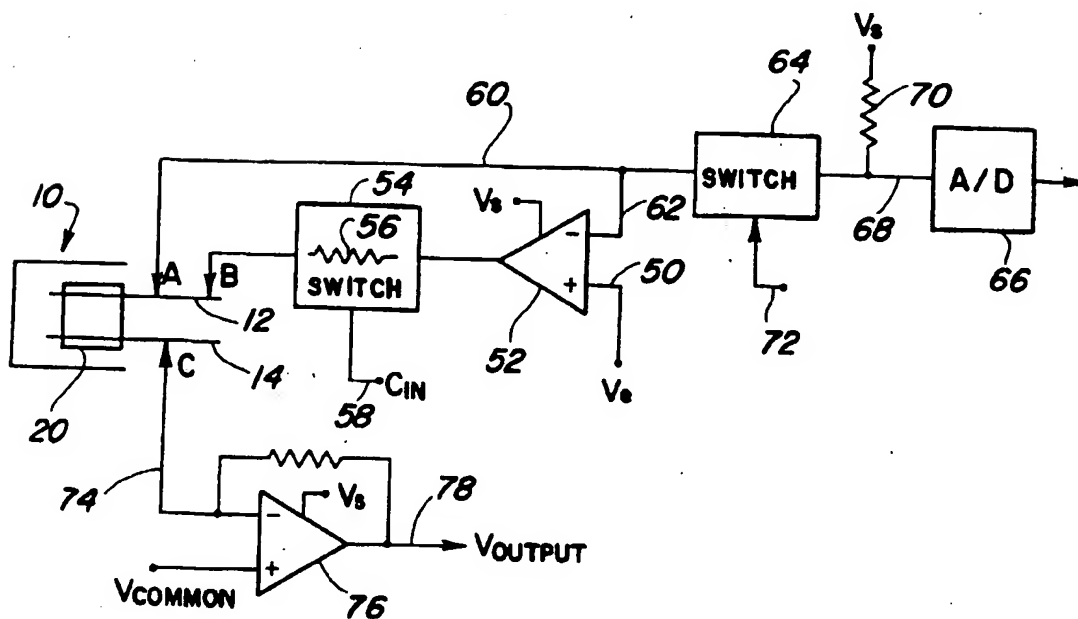 Vs
64
70
60
SWITCH
A/D
54
Vs
62
68
10
56
50
66
A
B
SWITCH
-
+
12
52
72
C
14
CIN
Ve
20
58
74
Vs
78
-
VOUTPUT
+
VCOMMON
76